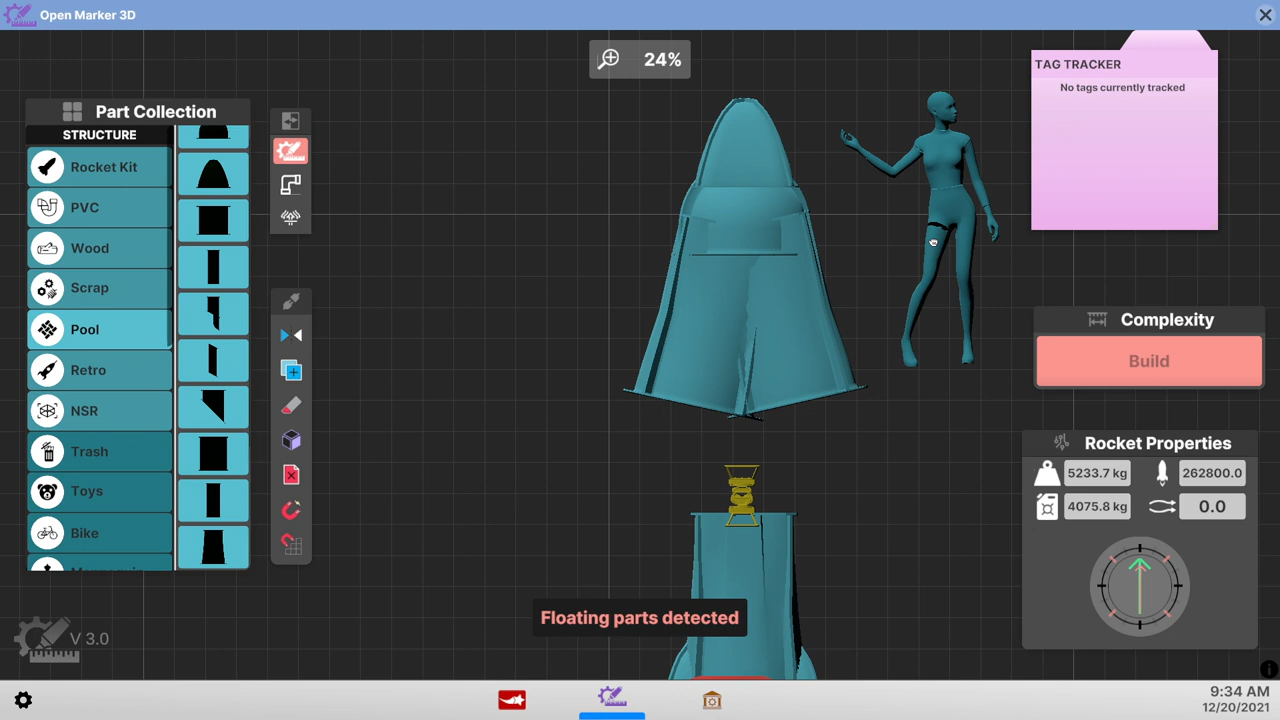 Open Marker 3D
24%
TAG TRACKER
No tags currently tracked
Part Collection
STRUCTURE
Rocket Kit
PVC
Wood
Scrap
Pool
Retro
NSR
Trash
Toys
Bike
Complexity
Build
Rocket Properties
5233.7 kg
262800.0
4075.8 kg
0.0
Floating parts detected
V 3.0
9:34 AM
12/20/2021